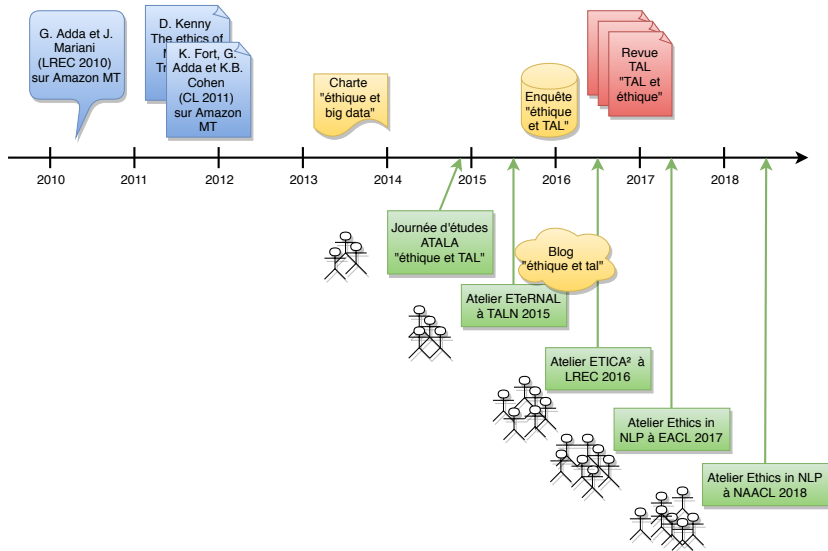 G. Adda et J.
Mariani
(LREC 2010)
sur Amazon MT
D. Kenny
The ethics of
K. Fort, G.
Adda et K.B.
Cohen
(CL 2011)
sur Amazon
MT
Charte
"éthique et
big data"
Enquête
"éthique
et TAL"
Revue
TAL
"TAL et
éthique"
2010
2011
2012
2013
2014
2015
2016
2017
2018
Journée d'études
ATALA
"éthique et TAL"
Blog
"éthique et tal"
Atelier ETeRNAL
à TALN 2015
Atelier ETICA² à
LREC 2016
Atelier Ethics in
NLP à EACL 2017
Atelier Ethics in NLP
à NAACL 2018